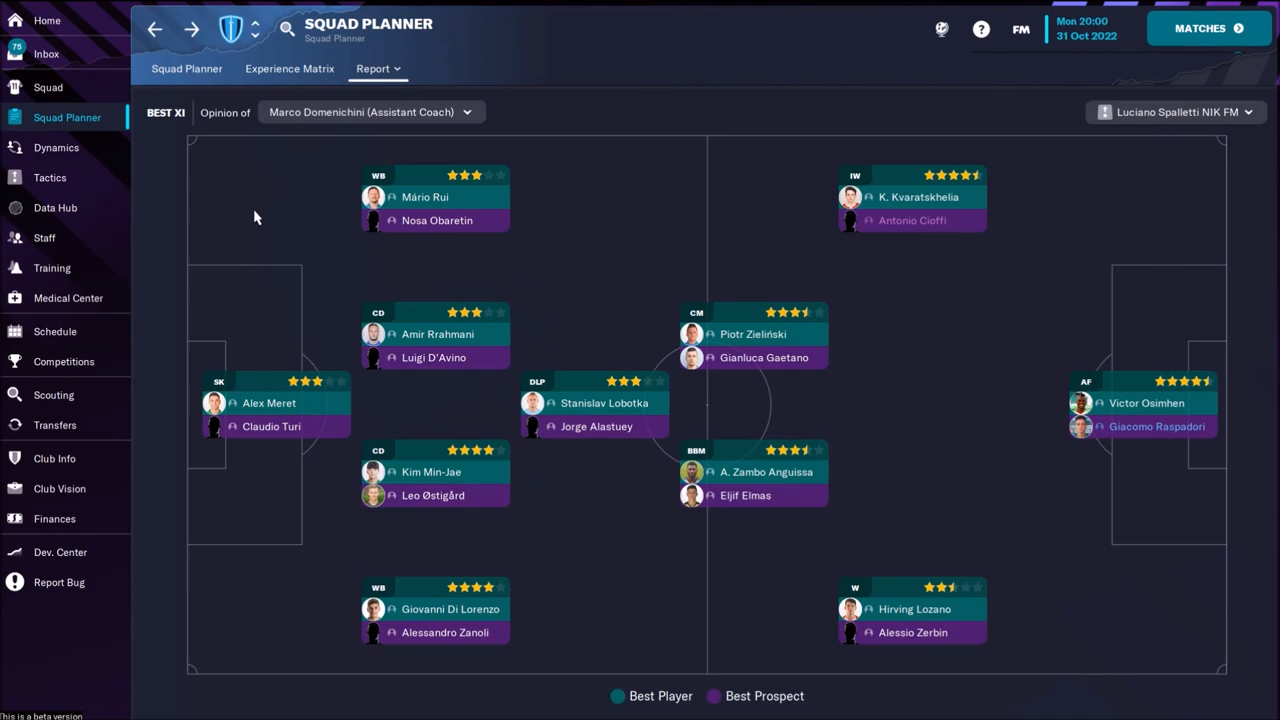 Home
75
Inbox
Squad
Squad Planner
Dynamics
Tactics
Data Hub
Staff
Training
Medical Center
Schedule
Competitions
Scouting
Transfers
Club Info
Club Vision
Finances
Dev. Center
Report Bug
This is a beta version
SQUAD PLANNER
Squad Planner
?
FM
Mon 20:00
31 Oct 2022
MATCHES
Squad Planner Experience Matrix Report
BEST XI Opinion of Marco Domenichini (Assistant Coach) Luciano Spalletti NIK FM
WB
Mário Rui
Nosa Obaretin
IW
K. Kvaratskhelia
Antonio Cioffi
CD
Amir Rrahmani
Luigi D'Avino
CM
Piotr Zieliński
Gianluca Gaetano
SK
Alex Meret
Claudio Turi
DLP
Stanislav Lobotka
Jorge Alastuey
AF
Victor Osimhen
Giacomo Raspadori
CD
Kim Min-Jae
Leo Østigård
BBM
A. Zambo Anguissa
Eljif Elmas
WB
Giovanni Di Lorenzo
Alessandro Zanoli
W
Hirving Lozano
Alessio Zerbin
Best Player Best Prospect